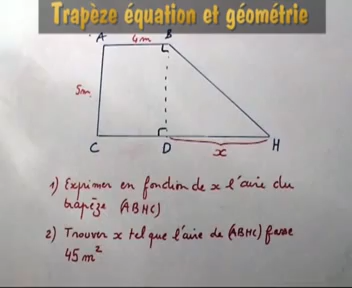 Trapèze équation et géométrie
A 4m B
5m
C D x H
1) Exprimer en fonction de x l'aire du
trapèze (ABHC)
2) Trouver x tel que l'aire de (ABHC) fasse
45 m²